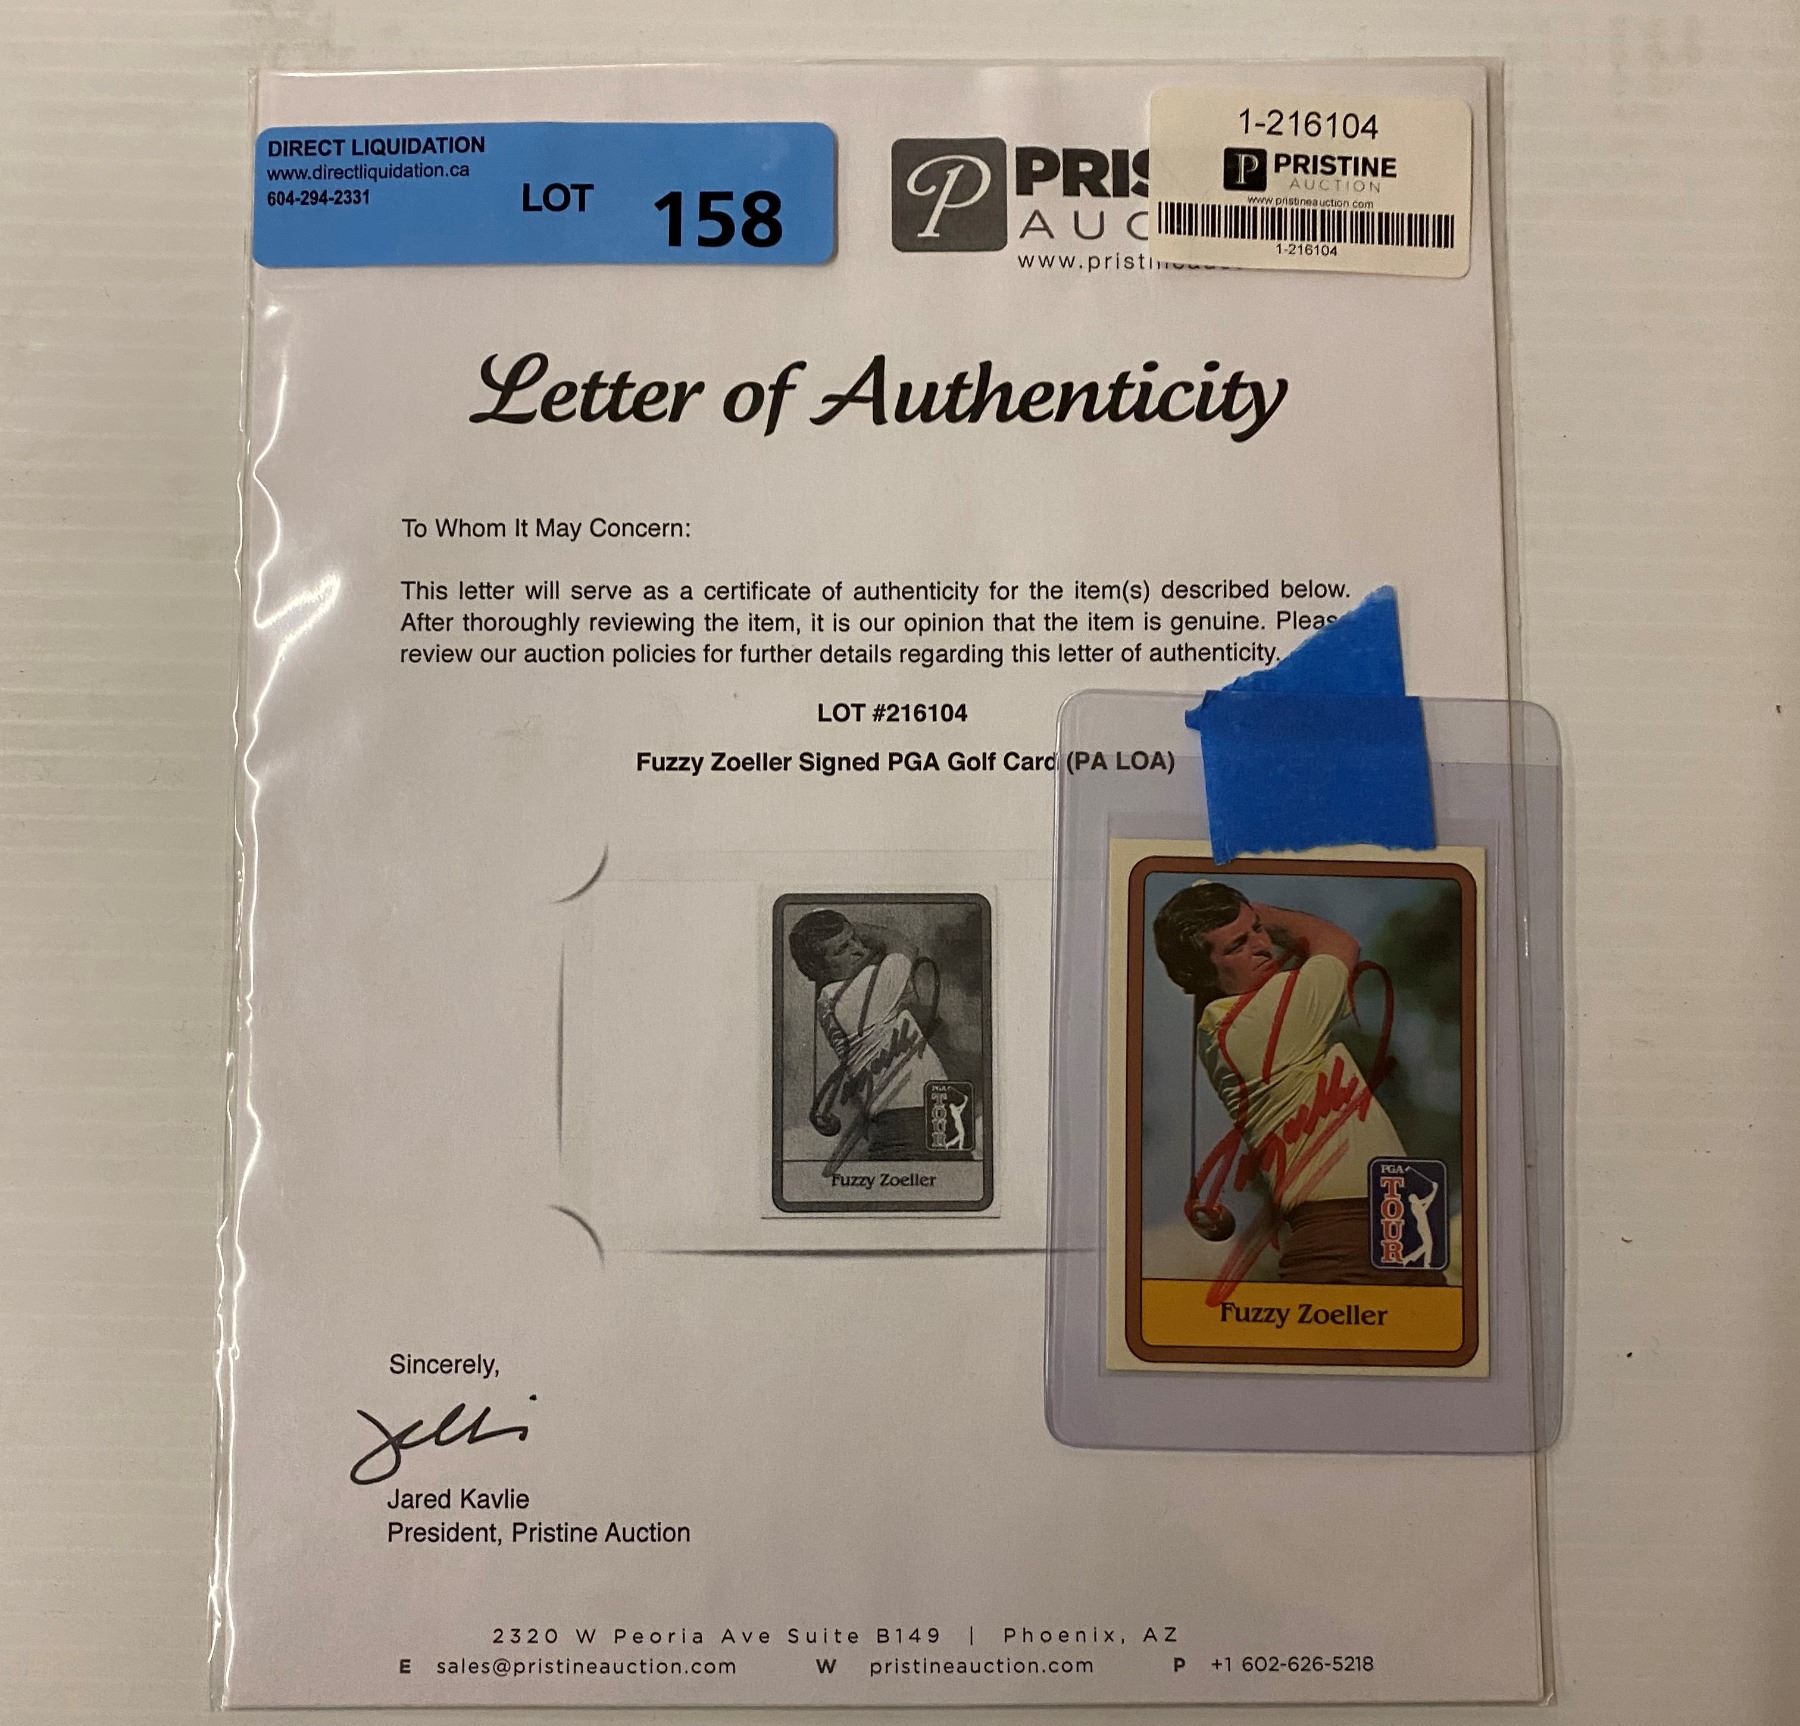 DIRECT LIQUIDATION
www.directliquidation.ca
604-294-2331
LOT 158
P
AUC
1-216104
P PRISTINE
AUCTION
www.pristineauction.com
1-216104
Letter of Authenticity
To Whom It May Concern:
This letter will serve as a certificate of authenticity for the item(s) described below.
After thoroughly reviewing the item, it is our opinion that the item is genuine. Pleas
review our auction policies for further details regarding this letter of authenticity.
LOT #216104
Fuzzy Zoeller Signed PGA Golf Card (PA LOA)
PGA
TOUR
Fuzzy Zoeller
PGA
TOUR
Fuzzy Zoeller
Sincerely,
Jared Kavlie
President, Pristine Auction
2320 W Peoria Ave Suite B149 | Phoenix, AZ
E sales@pristineauction.com W pristineauction.com P +1 602-626-5218